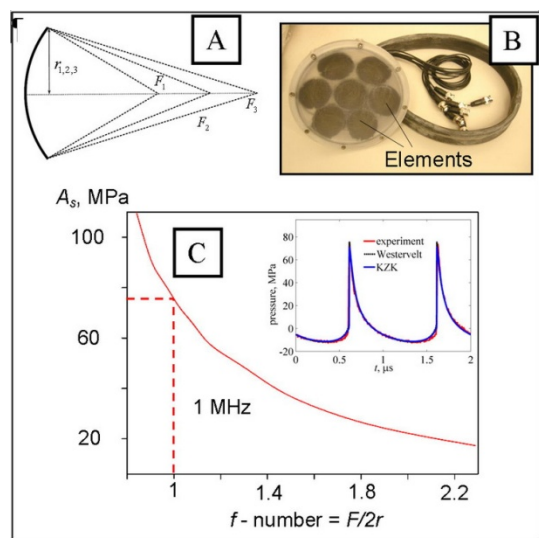 A
r1,2,3
F1
F2
F3
B
Elements
As, MPa
100
60
20
C
1 MHz
1
1.4
1.8
2.2
f - number = F/2r
experiment
Westervelt
KZK
pressure, MPa
80
60
40
20
0
-20
0
0.5
1
1.5
2
t, μs